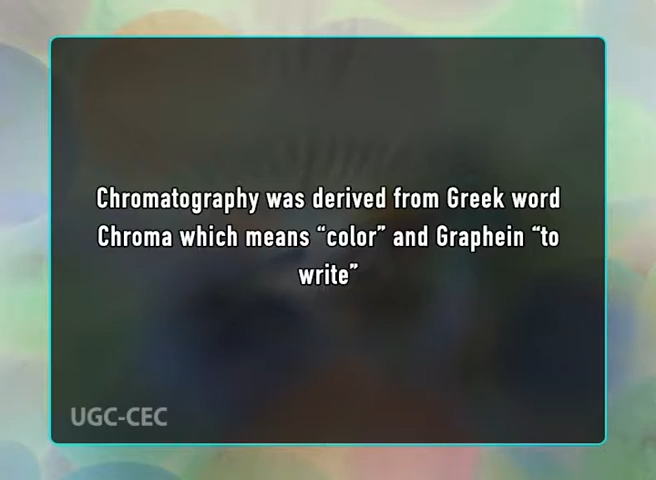 Chromatography was derived from Greek word
Chroma which means “color” and Graphein “to
write”
UGC-CEC